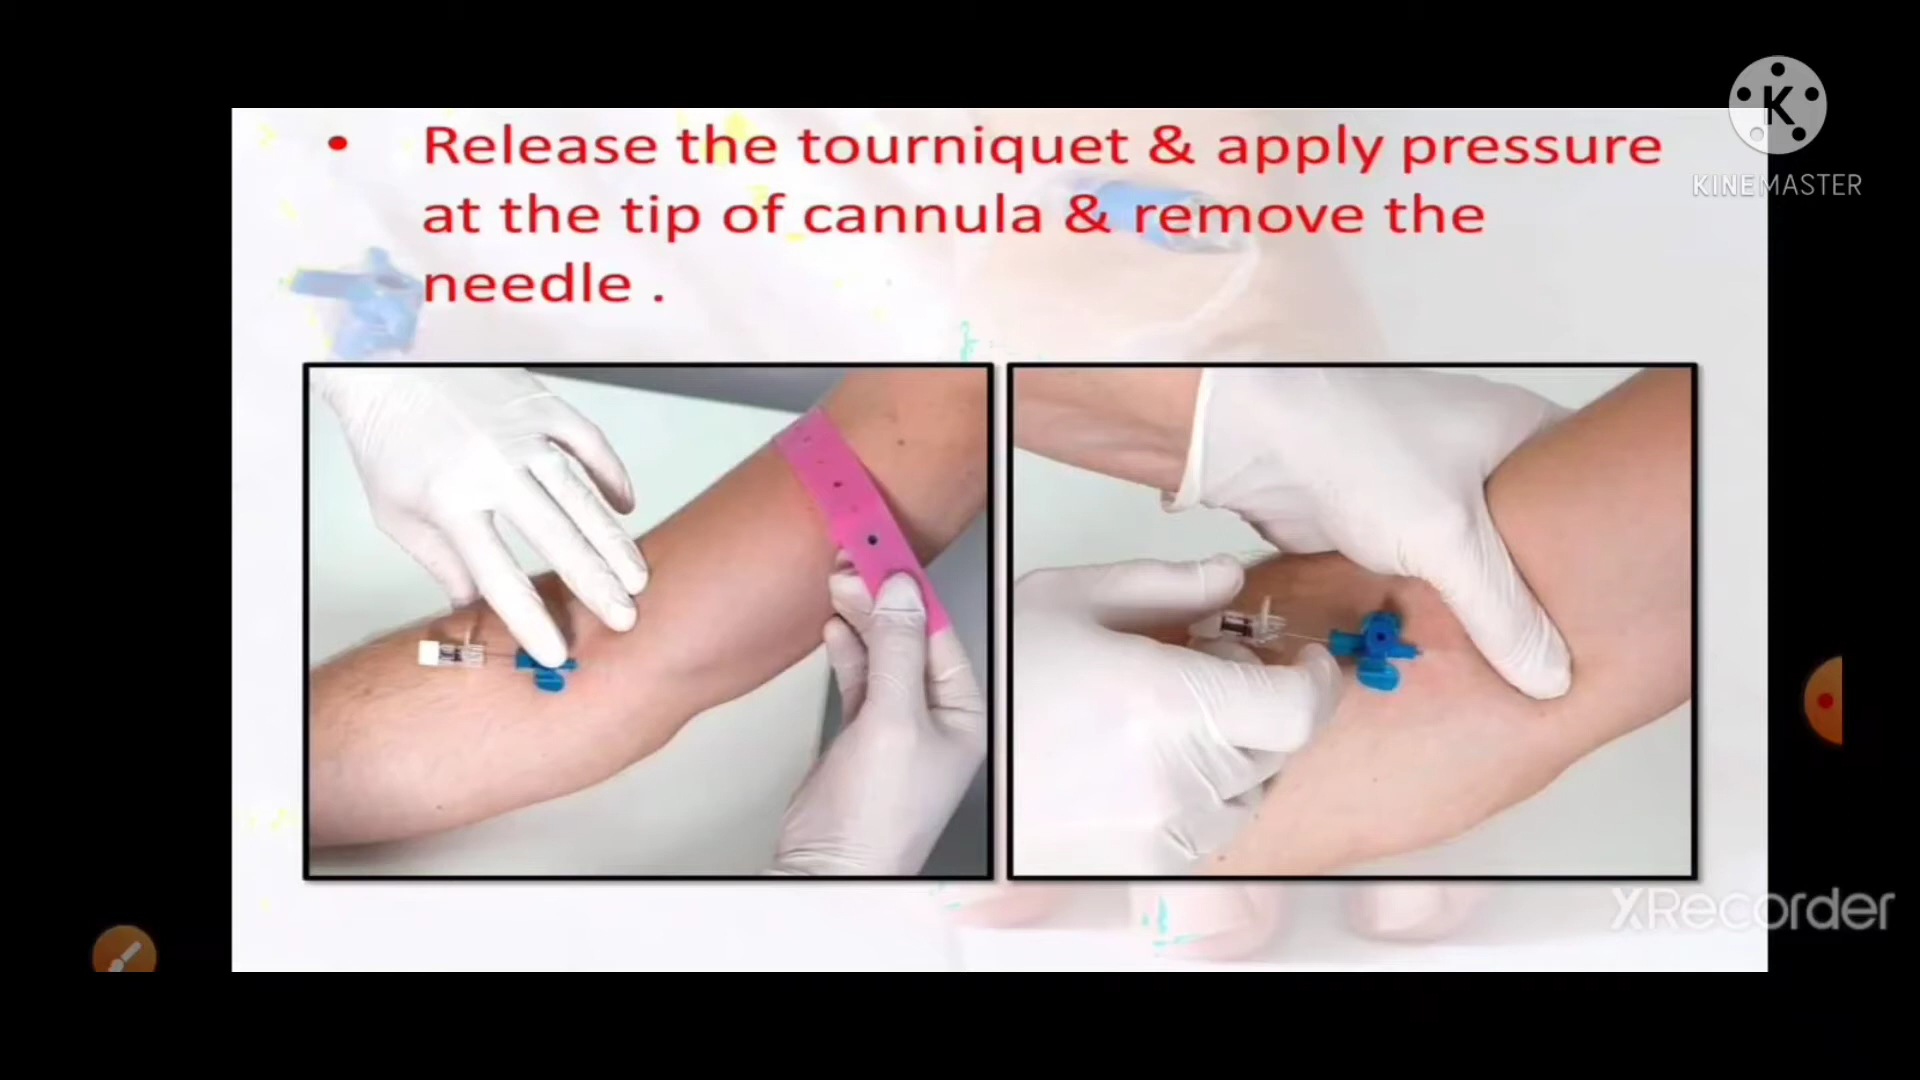 • Release the tourniquet & apply pressure
at the tip of cannula & remove the
needle .
K
KINEMASTER
XRecorder